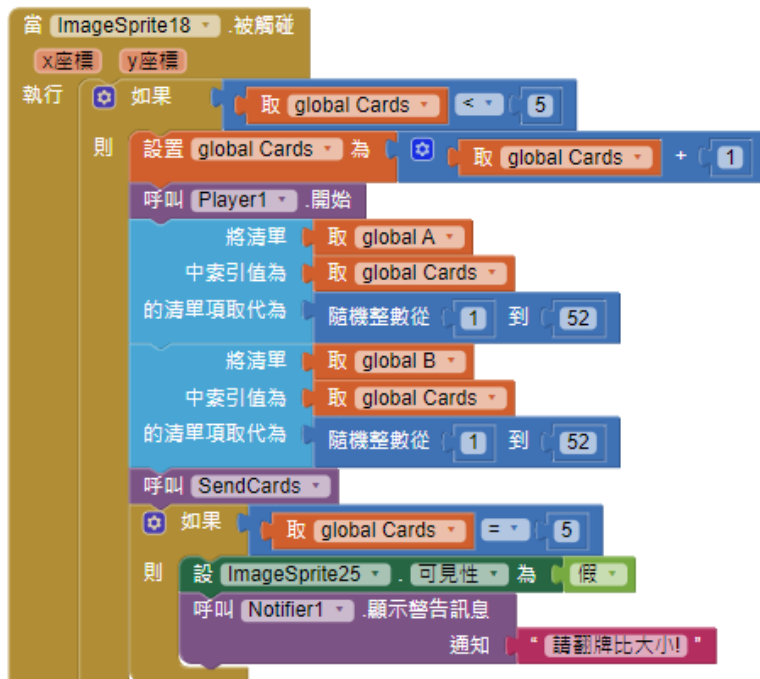 當 ImageSprite18 .被觸碰
x座標 y座標
執行 如果 取 global Cards < 5
則 設置 global Cards 為 取 global Cards + 1
呼叫 Player1 .開始
將清單 取 global A
中索引值為 取 global Cards
的清單項取代為 隨機整數從 1 到 52
將清單 取 global B
中索引值為 取 global Cards
的清單項取代為 隨機整數從 1 到 52
呼叫 SendCards
如果 取 global Cards = 5
則 設 ImageSprite25 . 可見性 為 假
呼叫 Notifier1 .顯示警告訊息
通知 " 請翻牌比大小! "